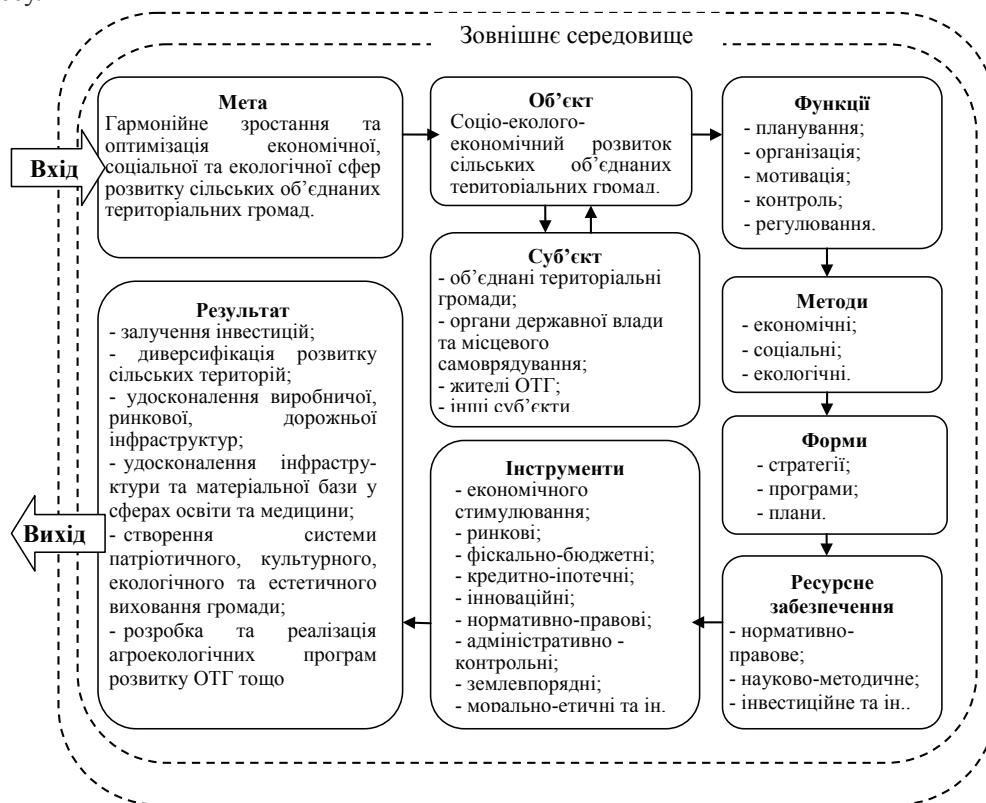 Зовнішнє середовище
Вхід
Мета
Гармонійне зростання та
оптимізація економічної,
соціальної та екологічної сфер
розвитку сільських об’єднаних
територіальних громад.
Об’єкт
Соціо-еколого-
економічний розвиток
сільських об’єднаних
територіальних громад.
Функції
- планування;
- організація;
- мотивація;
- контроль;
- регулювання.
Суб’єкт
- об’єднані територіальні
громади;
- органи державної влади
та місцевого
самоврядування;
- жителі ОТГ;
- інші суб’єкти.
Методи
- економічні;
- соціальні;
- екологічні.
Форми
- стратегії;
- програми;
- плани.
Ресурсне
забезпечення
- нормативно-
правове;
- науково-методичне;
- інвестиційне та ін..
Інструменти
- економічного
стимулювання;
- ринкові;
- фіскально-бюджетні;
- кредитно-іпотечні;
- інноваційні;
- нормативно-правові;
- адміністративно -
контрольні;
- землевпорядні;
- морально-етичні та ін.
Результат
- залучення інвестицій;
- диверсифікація розвитку
сільських територій;
- удосконалення виробничої,
ринкової, дорожньої
інфраструктур;
- удосконалення інфрастру-
ктури та матеріальної бази у
сферах освіти та медицини;
- створення системи
патріотичного, культурного,
екологічного та естетичного
виховання громади;
- розробка та реалізація
агроекологічних програм
розвитку ОТГ тощо
Вихід